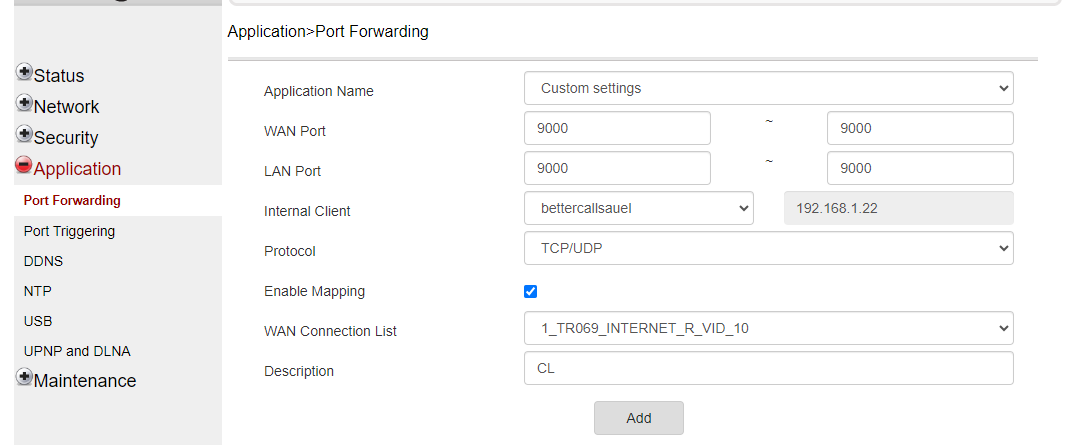 Application>Port Forwarding
Status
Network
Security
Application
Port Forwarding
Port Triggering
DDNS
NTP
USB
UPNP and DLNA
Maintenance
Application Name Custom settings
WAN Port 9000 ~ 9000
LAN Port 9000 ~ 9000
Internal Client bettercallsauel 192.168.1.22
Protocol TCP/UDP
Enable Mapping
WAN Connection List 1_TR069_INTERNET_R_VID_10
Description CL
Add